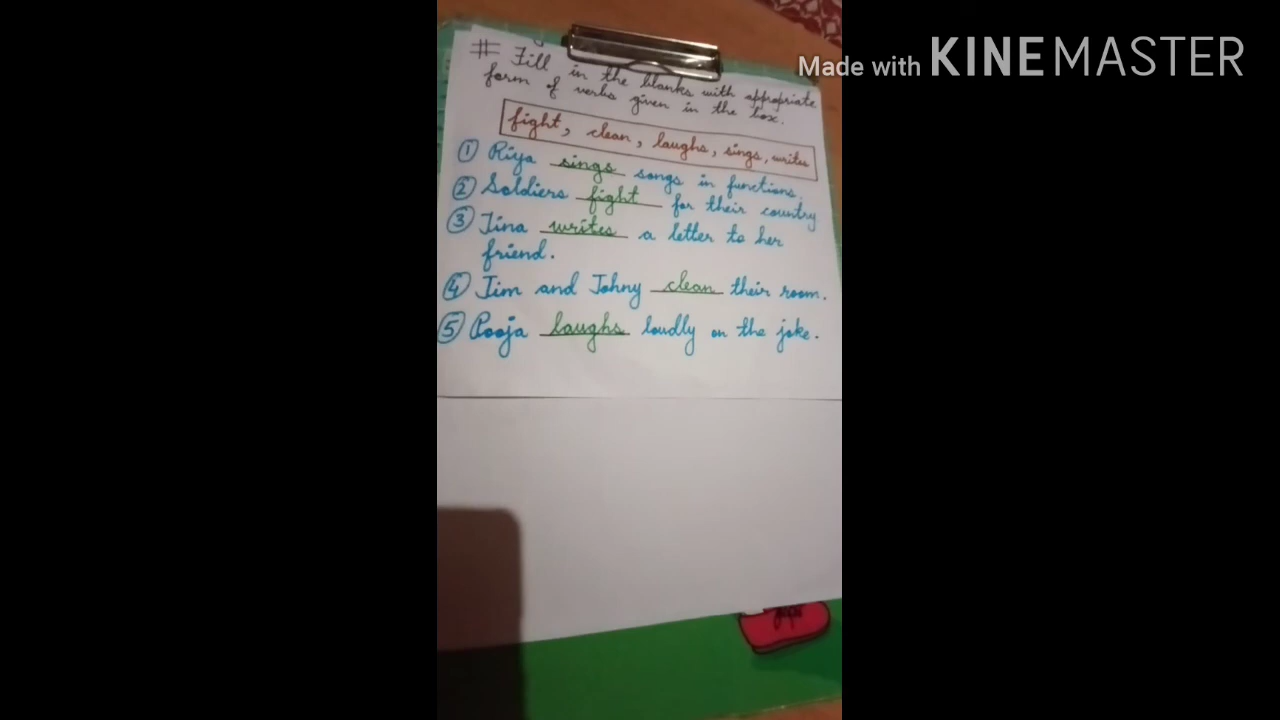 Made with KINEMASTER
# Fill in the blanks with appropriate
form of verbs given in the box.
fight, clean, laughs, sings, writes
① Riya sings songs in functions.
② Soldiers fight for their country
③ Tina writes a letter to her
friend.
④ Jim and Johny clean their room.
⑤ Pooja laughs loudly on the joke.